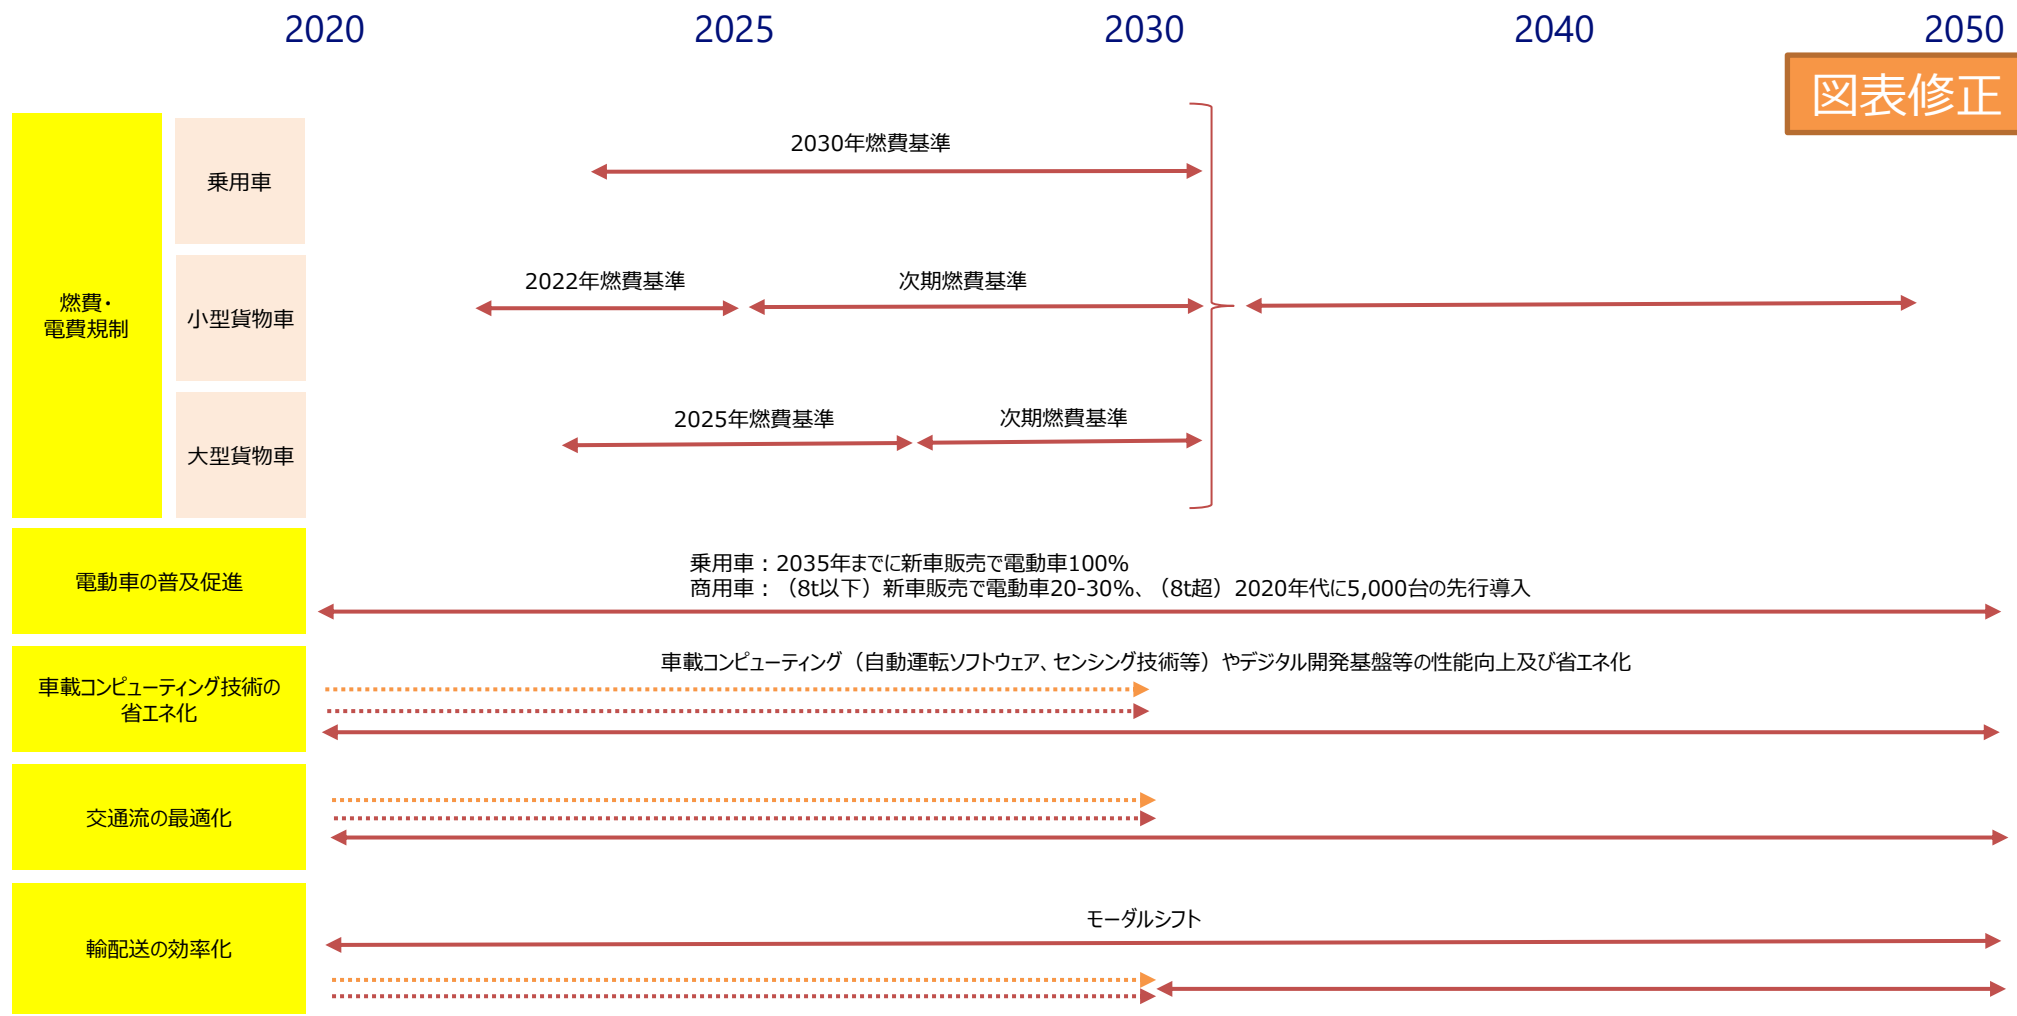 2020 2025 2030 2040 2050
図表修正
燃費・
電費規制
乗用車
2030年燃費基準
小型貨物車
2022年燃費基準 次期燃費基準
大型貨物車
2025年燃費基準 次期燃費基準
電動車の普及促進
乗用車：2035年までに新車販売で電動車100%
商用車：（8t以下）新車販売で電動車20-30%、（8t超）2020年代に5,000台の先行導入
車載コンピューティング技術の
省エネ化
車載コンピューティング（自動運転ソフトウェア、センシング技術等）やデジタル開発基盤等の性能向上及び省エネ化
交通流の最適化
輸配送の効率化
モーダルシフト